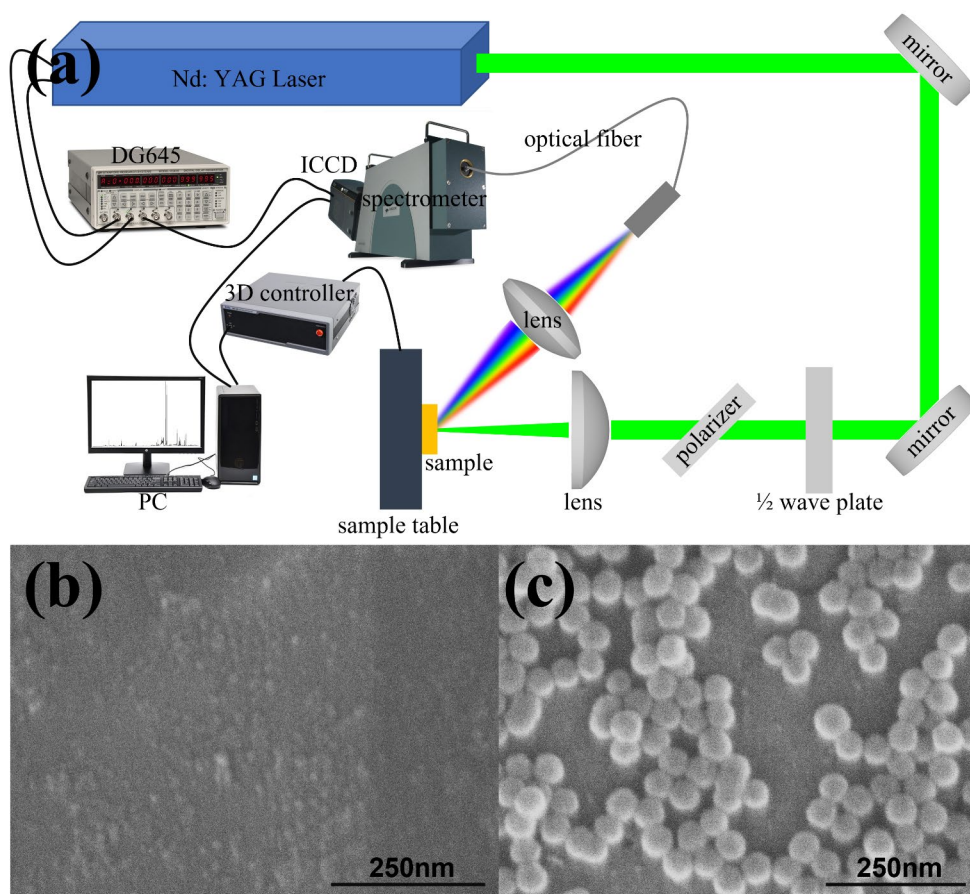 (a)
Nd: YAG Laser
mirror
optical fiber
DG645
ICCD
spectrometer
3D controller
lens
polarizer
mirror
sample
PC
lens
½ wave plate
sample table
(b)
(c)
250nm
250nm